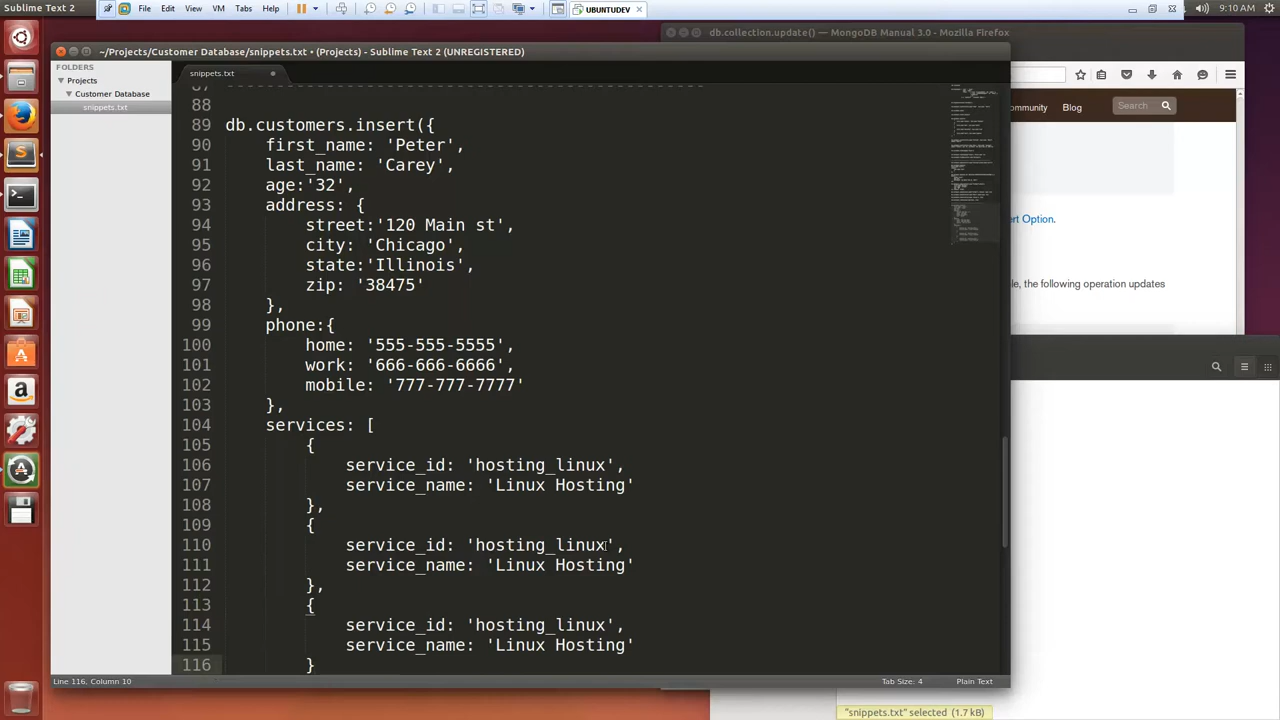 Sublime Text 2
File Edit View VM Tabs Help
UBUNTUDEV
9:10 AM
db.collection.update() — MongoDB Manual 3.0 - Mozilla Firefox
~/Projects/Customer Database/snippets.txt • (Projects) - Sublime Text 2 (UNREGISTERED)
FOLDERS
Projects
Customer Database
snippets.txt
snippets.txt
Blog
Search
87 ------------------------------------------------
88
89 db.customers.insert({
90 first_name: 'Peter',
91 last_name: 'Carey',
92 age:'32',
93 address: {
94 street:'120 Main st',
95 city: 'Chicago',
96 state:'Illinois',
97 zip: '38475'
98 },
99 phone:{
100 home: '555-555-5555',
101 work: '666-666-6666',
102 mobile: '777-777-7777'
103 },
104 services: [
105 {
106 service_id: 'hosting_linux',
107 service_name: 'Linux Hosting'
108 },
109 {
110 service_id: 'hosting_linux',
111 service_name: 'Linux Hosting'
112 },
113 {
114 service_id: 'hosting_linux',
115 service_name: 'Linux Hosting'
116 }
Option.
the following operation updates
Line 116, Column 10
Tab Size: 4
Plain Text
"snippets.txt" selected (1.7 kB)